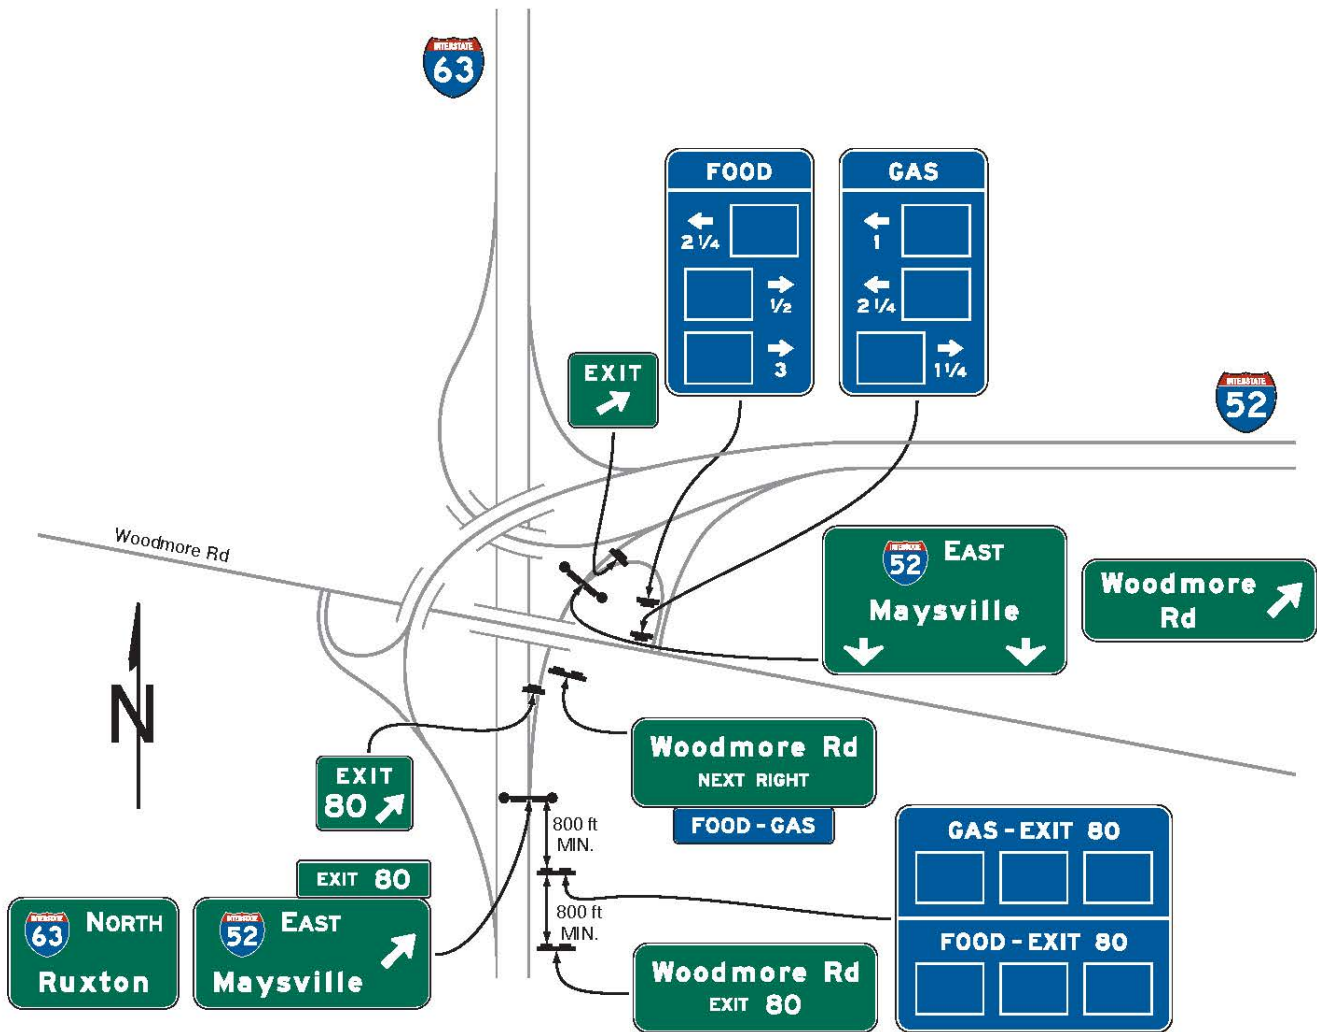 INTERSTATE
63
FOOD
2 1/4
1/2
3
GAS
1
2 1/4
1 1/4
EXIT
INTERSTATE
52
Woodmore Rd
INTERSTATE
52 EAST
Maysville
Woodmore
Rd
N
EXIT
80
Woodmore Rd
NEXT RIGHT
FOOD - GAS
800 ft
MIN.
800 ft
MIN.
GAS - EXIT 80
FOOD - EXIT 80
EXIT 80
INTERSTATE
63 NORTH
Ruxton
INTERSTATE
52 EAST
Maysville
Woodmore Rd
EXIT 80